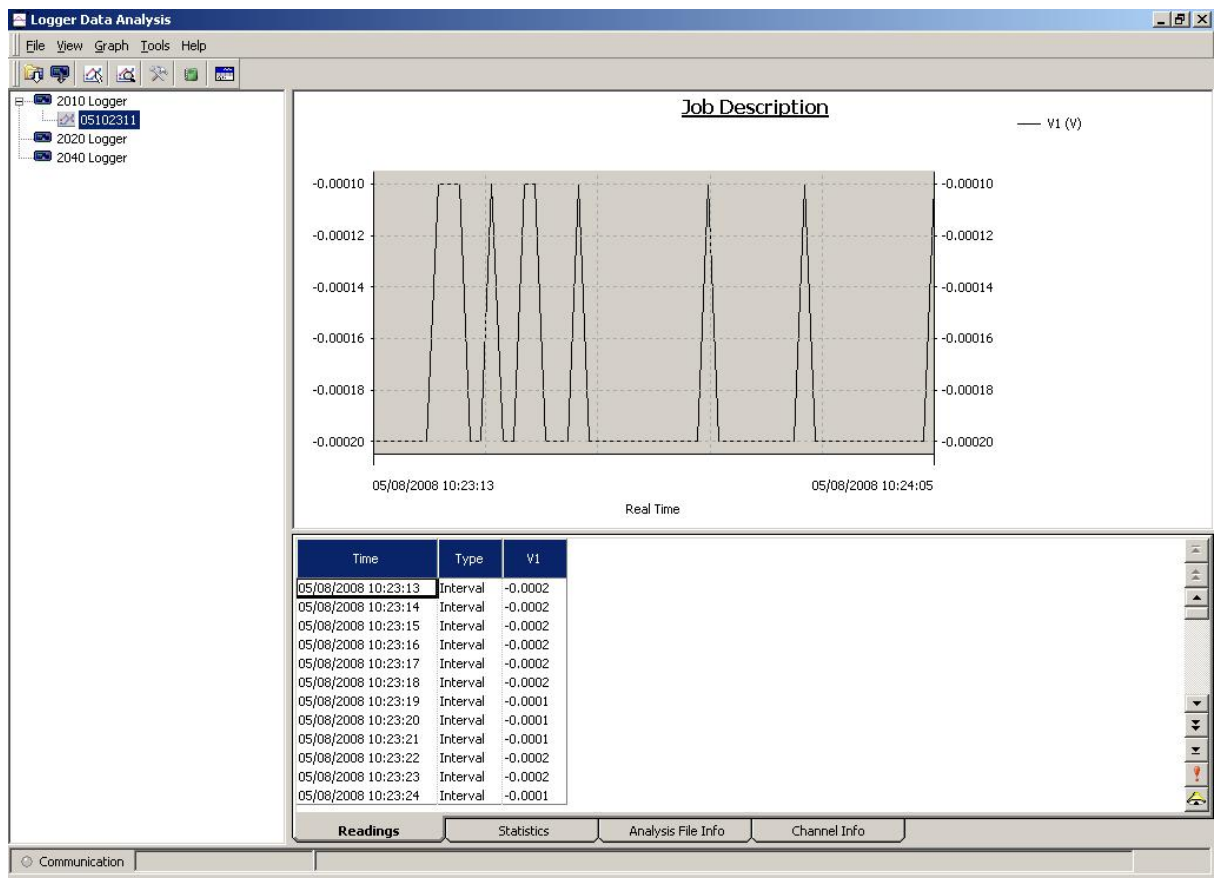 Logger Data Analysis
File View Graph Tools Help
2010 Logger
05102311
2020 Logger
2040 Logger
Job Description
V1 (V)
-0.00010 -0.00010
-0.00012 -0.00012
-0.00014 -0.00014
-0.00016 -0.00016
-0.00018 -0.00018
-0.00020 -0.00020
05/08/2008 10:23:13 05/08/2008 10:24:05
Real Time
Time Type V1
05/08/2008 10:23:13 Interval -0.0002
05/08/2008 10:23:14 Interval -0.0002
05/08/2008 10:23:15 Interval -0.0002
05/08/2008 10:23:16 Interval -0.0002
05/08/2008 10:23:17 Interval -0.0002
05/08/2008 10:23:18 Interval -0.0002
05/08/2008 10:23:19 Interval -0.0001
05/08/2008 10:23:20 Interval -0.0001
05/08/2008 10:23:21 Interval -0.0001
05/08/2008 10:23:22 Interval -0.0002
05/08/2008 10:23:23 Interval -0.0002
05/08/2008 10:23:24 Interval -0.0001
Readings Statistics Analysis File Info Channel Info
Communication